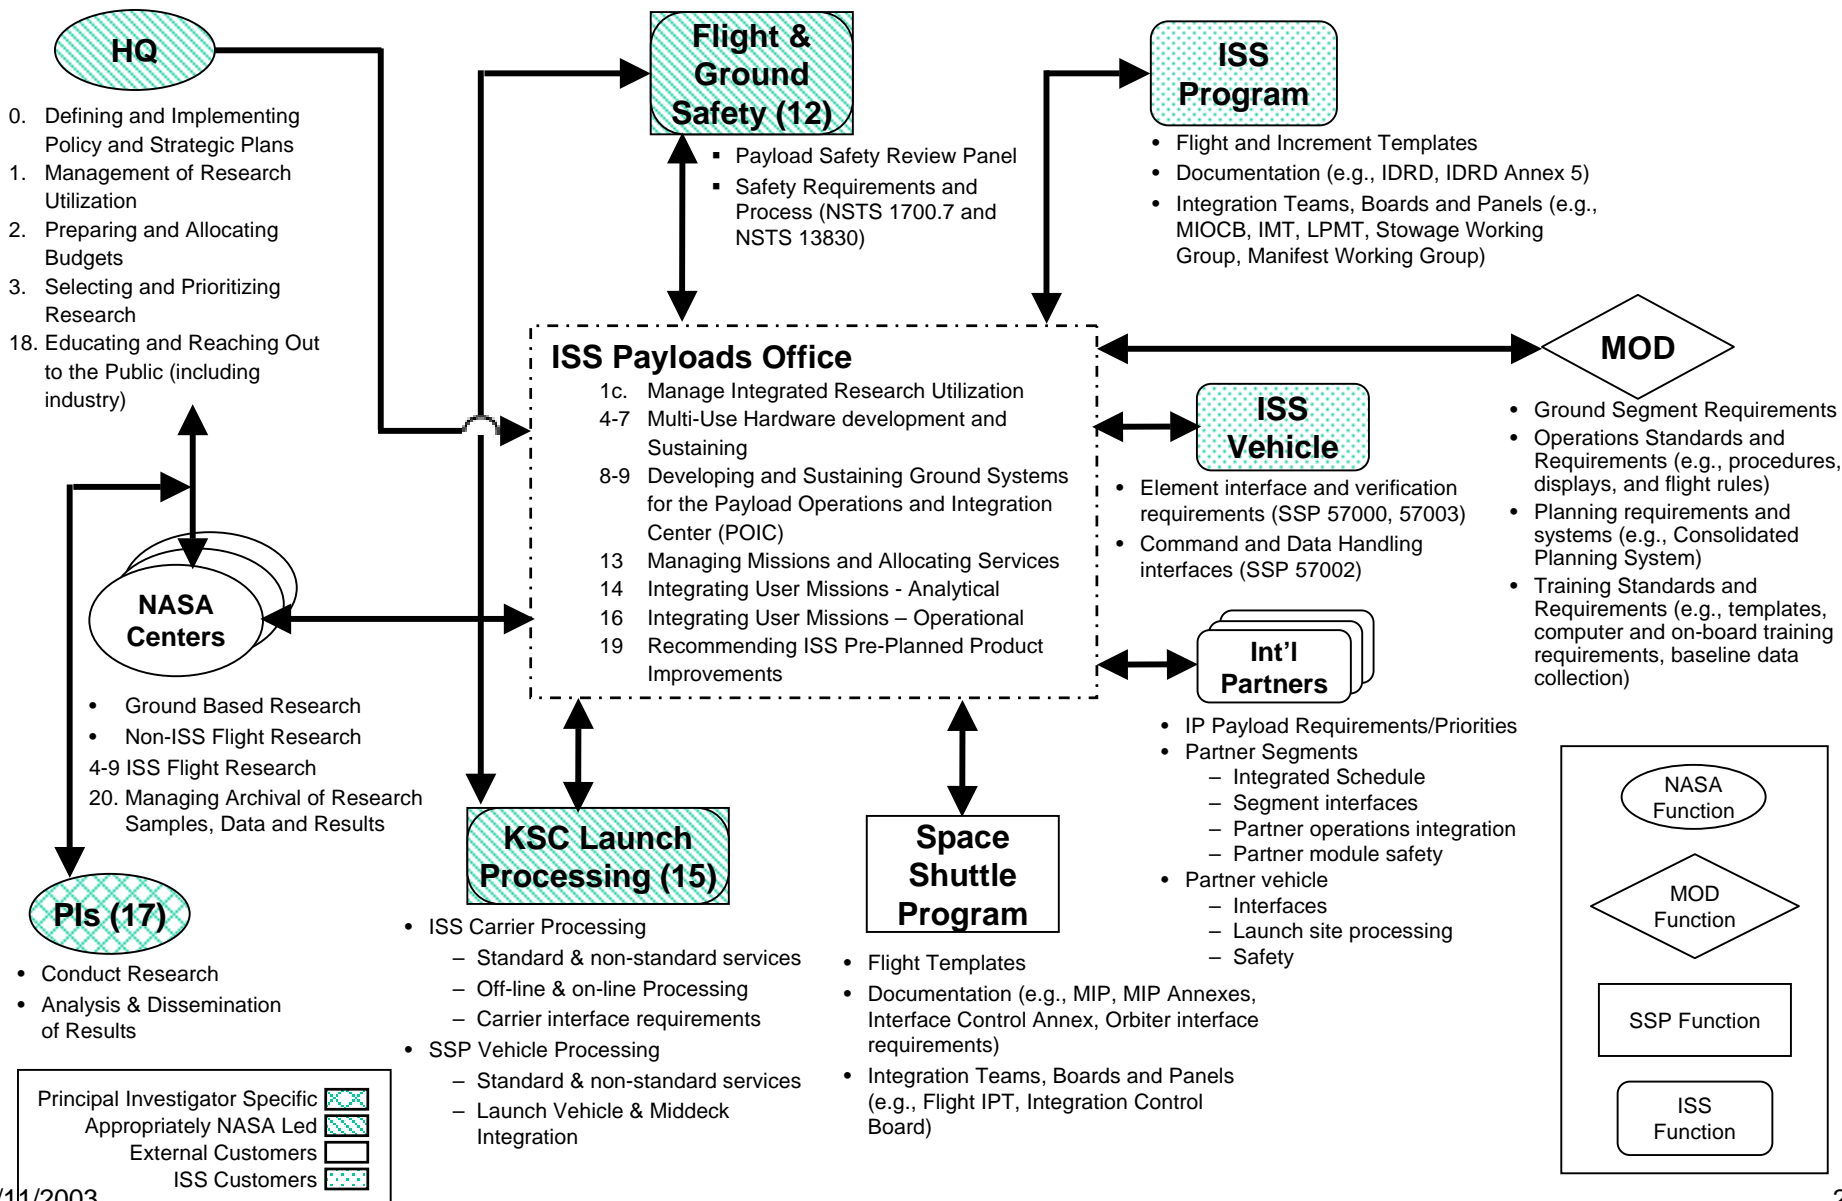 HQ
0. Defining and Implementing
Policy and Strategic Plans
1. Management of Research
Utilization
2. Preparing and Allocating
Budgets
3. Selecting and Prioritizing
Research
18. Educating and Reaching Out
to the Public (including
industry)
Flight &
Ground
Safety (12)
▪ Payload Safety Review Panel
▪ Safety Requirements and
Process (NSTS 1700.7 and
NSTS 13830)
ISS
Program
• Flight and Increment Templates
• Documentation (e.g., IDRD, IDRD Annex 5)
• Integration Teams, Boards and Panels (e.g.,
MIOCB, IMT, LPMT, Stowage Working
Group, Manifest Working Group)
ISS Payloads Office
1c. Manage Integrated Research Utilization
4-7 Multi-Use Hardware development and
Sustaining
8-9 Developing and Sustaining Ground Systems
for the Payload Operations and Integration
Center (POIC)
13 Managing Missions and Allocating Services
14 Integrating User Missions - Analytical
16 Integrating User Missions – Operational
19 Recommending ISS Pre-Planned Product
Improvements
MOD
• Ground Segment Requirements
• Operations Standards and
Requirements (e.g., procedures,
displays, and flight rules)
• Planning requirements and
systems (e.g., Consolidated
Planning System)
• Training Standards and
Requirements (e.g., templates,
computer and on-board training
requirements, baseline data
collection)
ISS
Vehicle
• Element interface and verification
requirements (SSP 57000, 57003)
• Command and Data Handling
interfaces (SSP 57002)
NASA
Centers
• Ground Based Research
• Non-ISS Flight Research
4-9 ISS Flight Research
20. Managing Archival of Research
Samples, Data and Results
Int'l
Partners
• IP Payload Requirements/Priorities
• Partner Segments
– Integrated Schedule
– Segment interfaces
– Partner operations integration
– Partner module safety
• Partner vehicle
– Interfaces
– Launch site processing
– Safety
PIs (17)
• Conduct Research
• Analysis & Dissemination
of Results
KSC Launch
Processing (15)
• ISS Carrier Processing
– Standard & non-standard services
– Off-line & on-line Processing
– Carrier interface requirements
• SSP Vehicle Processing
– Standard & non-standard services
– Launch Vehicle & Middeck
Integration
Space
Shuttle
Program
• Flight Templates
• Documentation (e.g., MIP, MIP Annexes,
Interface Control Annex, Orbiter interface
requirements)
• Integration Teams, Boards and Panels
(e.g., Flight IPT, Integration Control
Board)
NASA
Function
MOD
Function
SSP Function
ISS
Function
Principal Investigator Specific
Appropriately NASA Led
External Customers
ISS Customers
/11/2003